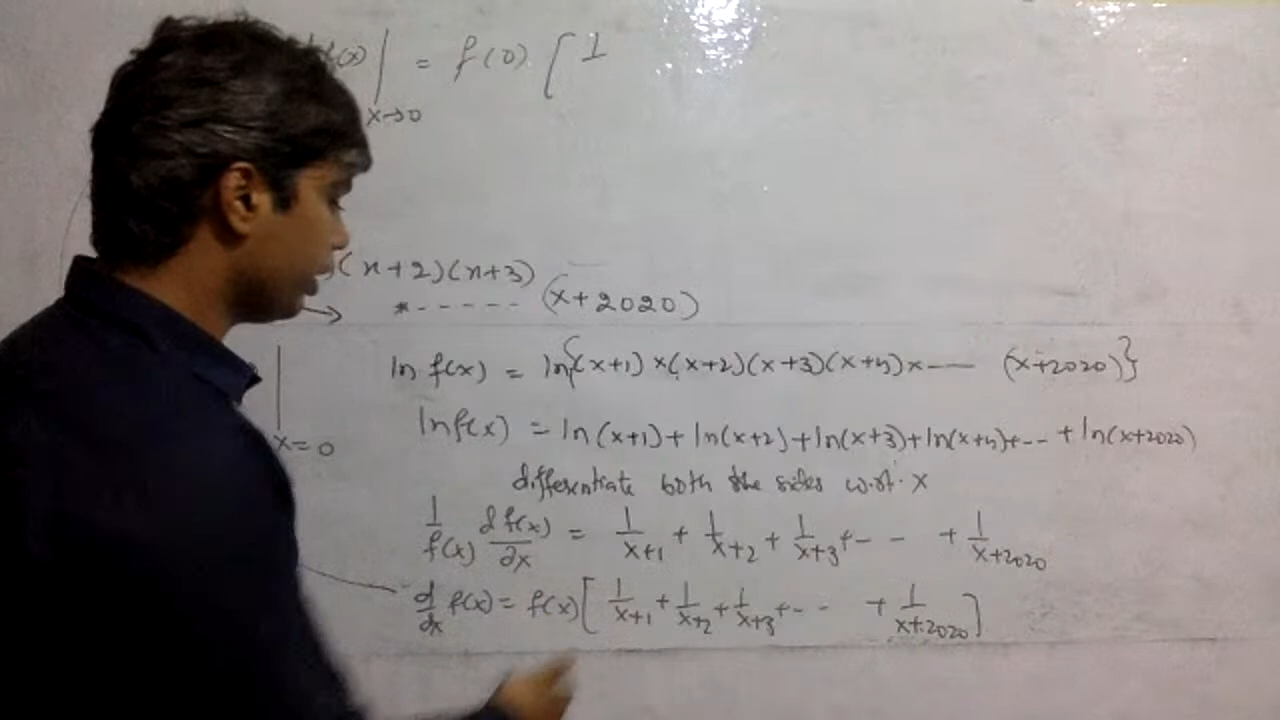 f(x) | x→0 = f(0) [ 1
(x+2)(x+3)
→ x------ (x+2020)
| x=0
ln f(x) = ln{(x+1)×(x+2)(x+3)(x+4)×---- (x+2020)}
ln f(x) = ln(x+1)+ln(x+2)+ln(x+3)+ln(x+4)+-- +ln(x+2020)
differentiate both the sides w.r.t. x
1/f(x) df(x)/dx = 1/x+1 + 1/x+2 + 1/x+3 +-- - + 1/x+2020
d/dx f(x) = f(x)[ 1/x+1 + 1/x+2 + 1/x+3 +-- - + 1/x+2020 ]